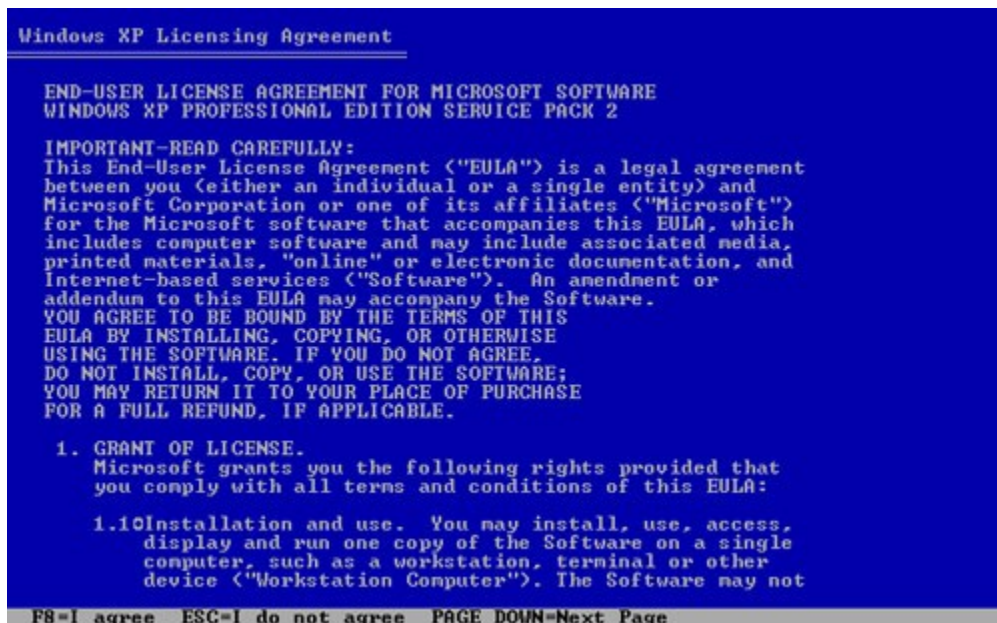 Windows XP Licensing Agreement
END-USER LICENSE AGREEMENT FOR MICROSOFT SOFTWARE
WINDOWS XP PROFESSIONAL EDITION SERVICE PACK 2
IMPORTANT-READ CAREFULLY:
This End-User License Agreement ("EULA") is a legal agreement
between you (either an individual or a single entity) and
Microsoft Corporation or one of its affiliates ("Microsoft")
for the Microsoft software that accompanies this EULA, which
includes computer software and may include associated media,
printed materials, "online" or electronic documentation, and
Internet-based services ("Software").  An amendment or
addendum to this EULA may accompany the Software.
YOU AGREE TO BE BOUND BY THE TERMS OF THIS
EULA BY INSTALLING, COPYING, OR OTHERWISE
USING THE SOFTWARE. IF YOU DO NOT AGREE,
DO NOT INSTALL, COPY, OR USE THE SOFTWARE;
YOU MAY RETURN IT TO YOUR PLACE OF PURCHASE
FOR A FULL REFUND, IF APPLICABLE.
1. GRANT OF LICENSE.
Microsoft grants you the following rights provided that
you comply with all terms and conditions of this EULA:
1.1○Installation and use.  You may install, use, access,
display and run one copy of the Software on a single
computer, such as a workstation, terminal or other
device ("Workstation Computer"). The Software may not
F8=I agree  ESC=I do not agree  PAGE DOWN=Next Page